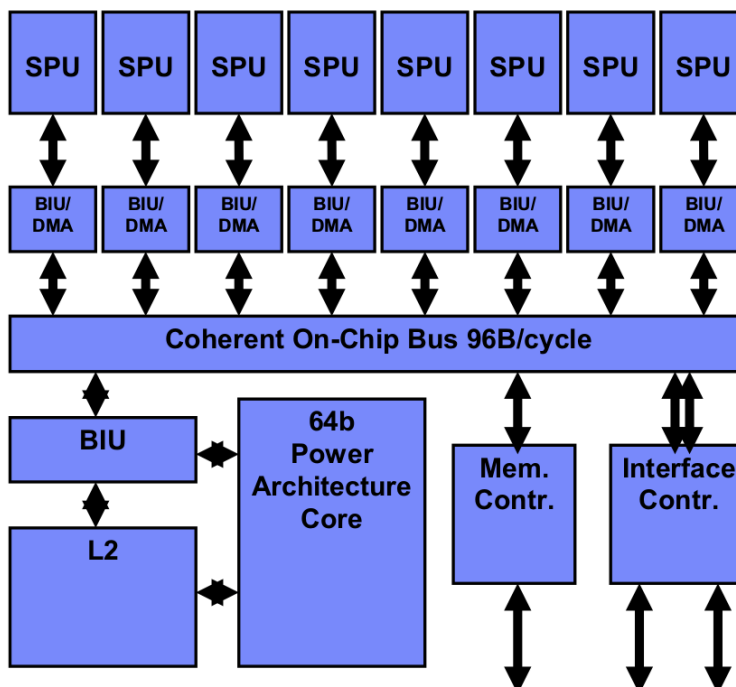 SPU SPU SPU SPU SPU SPU SPU SPU
BIU/ BIU/ BIU/ BIU/ BIU/ BIU/ BIU/ BIU/
DMA DMA DMA DMA DMA DMA DMA DMA
Coherent On-Chip Bus 96B/cycle
BIU
64b
Power
Architecture
Core
L2
Mem.
Contr.
Interface
Contr.